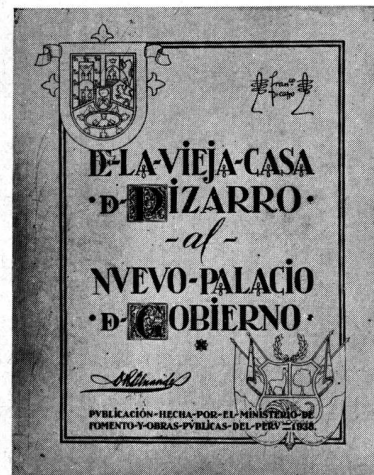 D-LA-VIEJA-CASA
·D-PIZARRO·
-al-
NVEVO-PALACIO
·D-GOBIERNO·
PVBLICACIÓN-HECHA-POR-EL-MINISTERIO-DE
FOMENTO-Y-OBRAS-PVBLICAS-DEL-PERV=1938